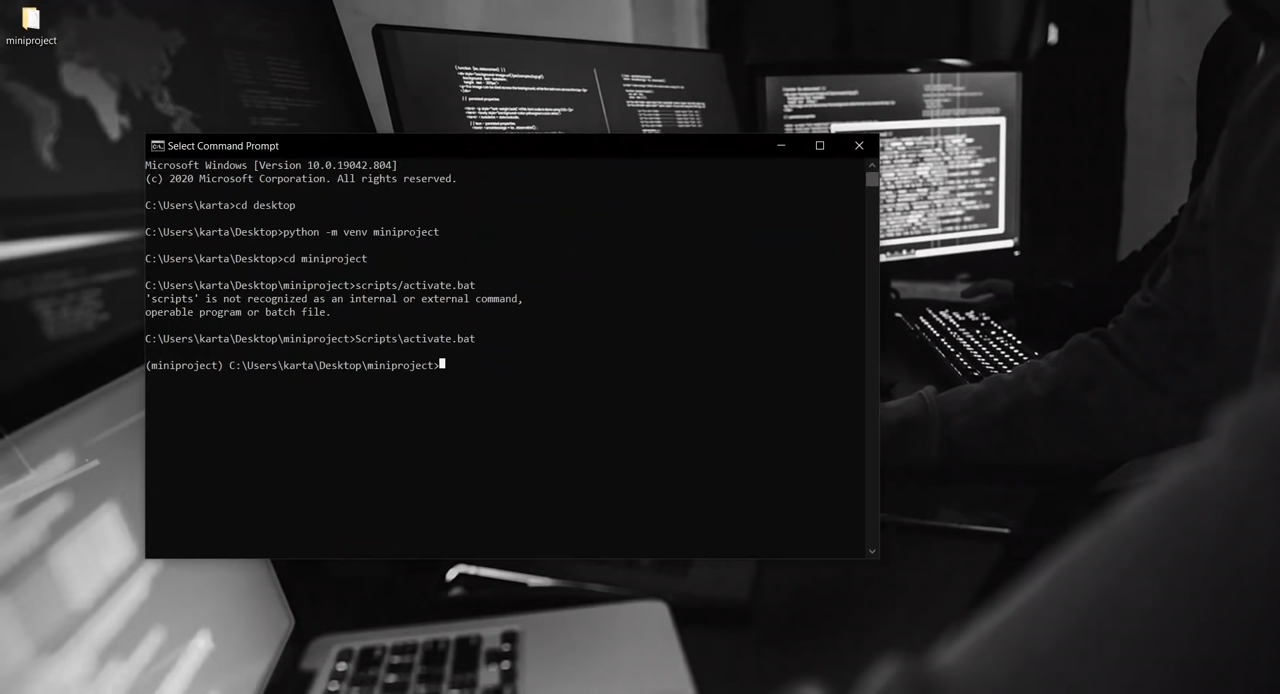 miniproject
Select Command Prompt
Microsoft Windows [Version 10.0.19042.804]
(c) 2020 Microsoft Corporation. All rights reserved.
C:\Users\karta>cd desktop
C:\Users\karta\Desktop>python -m venv miniproject
C:\Users\karta\Desktop>cd miniproject
C:\Users\karta\Desktop\miniproject>scripts/activate.bat
'scripts' is not recognized as an internal or external command,
operable program or batch file.
C:\Users\karta\Desktop\miniproject>Scripts\activate.bat
(miniproject) C:\Users\karta\Desktop\miniproject>